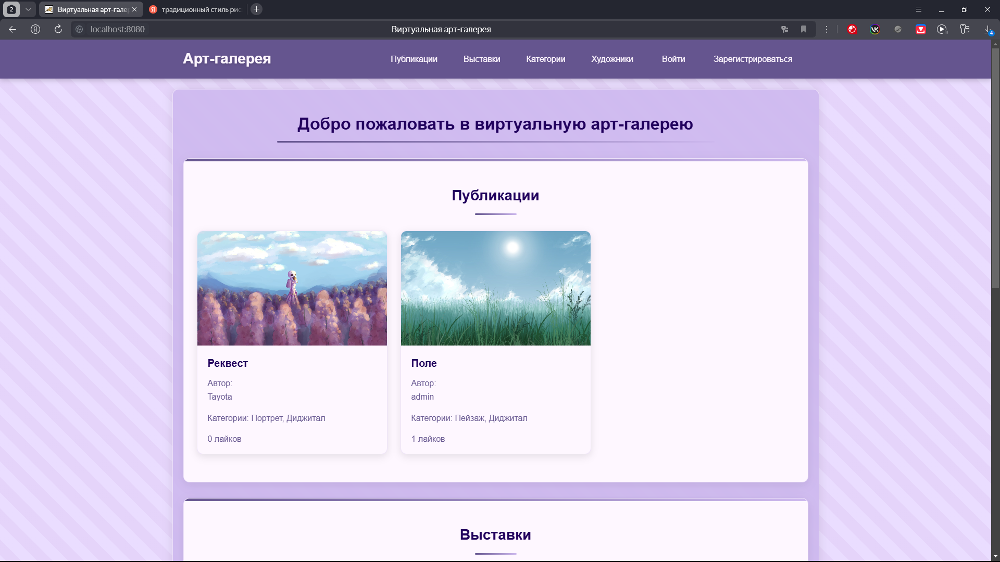 2
Виртуальная арт-гале
традиционный стиль рис
localhost:8080
Виртуальная арт-галерея
4
Арт-галерея
Публикации
Выставки
Категории
Художники
Войти
Зарегистрироваться
Добро пожаловать в виртуальную арт-галерею
Публикации
Реквест
Автор:
Tayota
Категории: Портрет, Диджитал
0 лайков
Поле
Автор:
admin
Категории: Пейзаж, Диджитал
1 лайков
Выставки